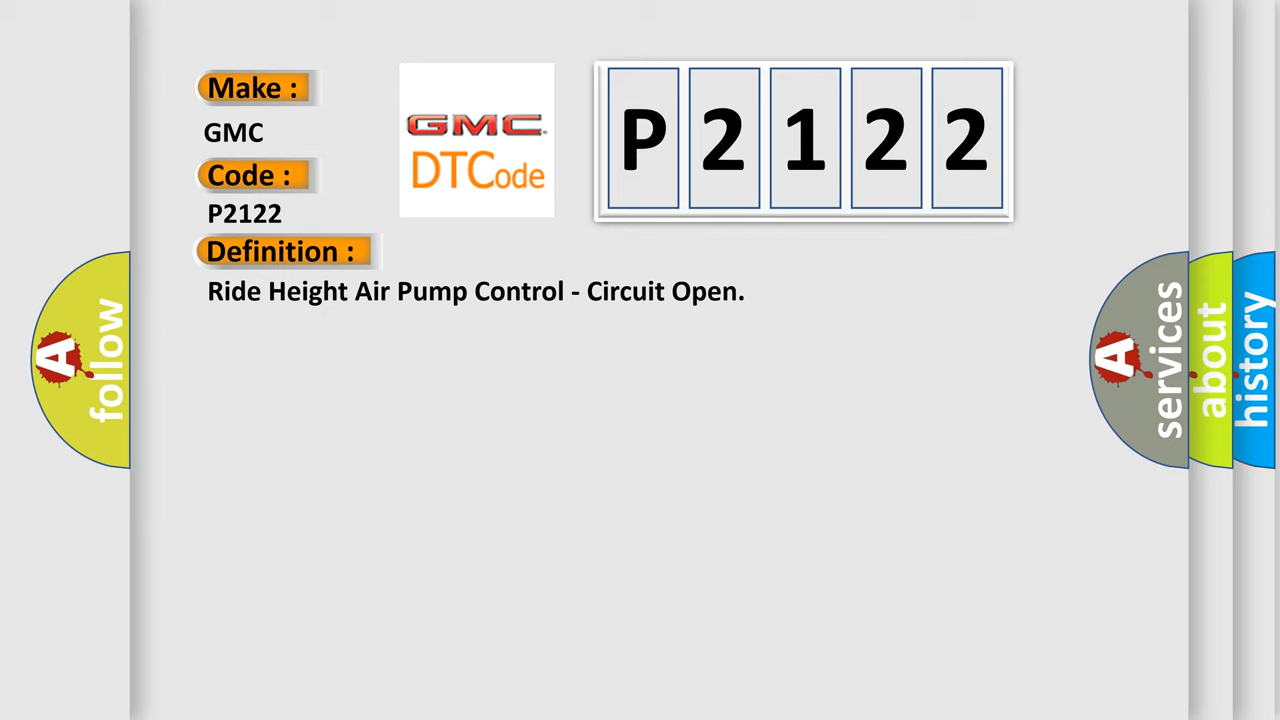 Make :
GMC
Code :
P2122
Definition :
Ride Height Air Pump Control - Circuit Open.
GMC
DTCode
P 2 1 2 2
A follow
A services
about
history